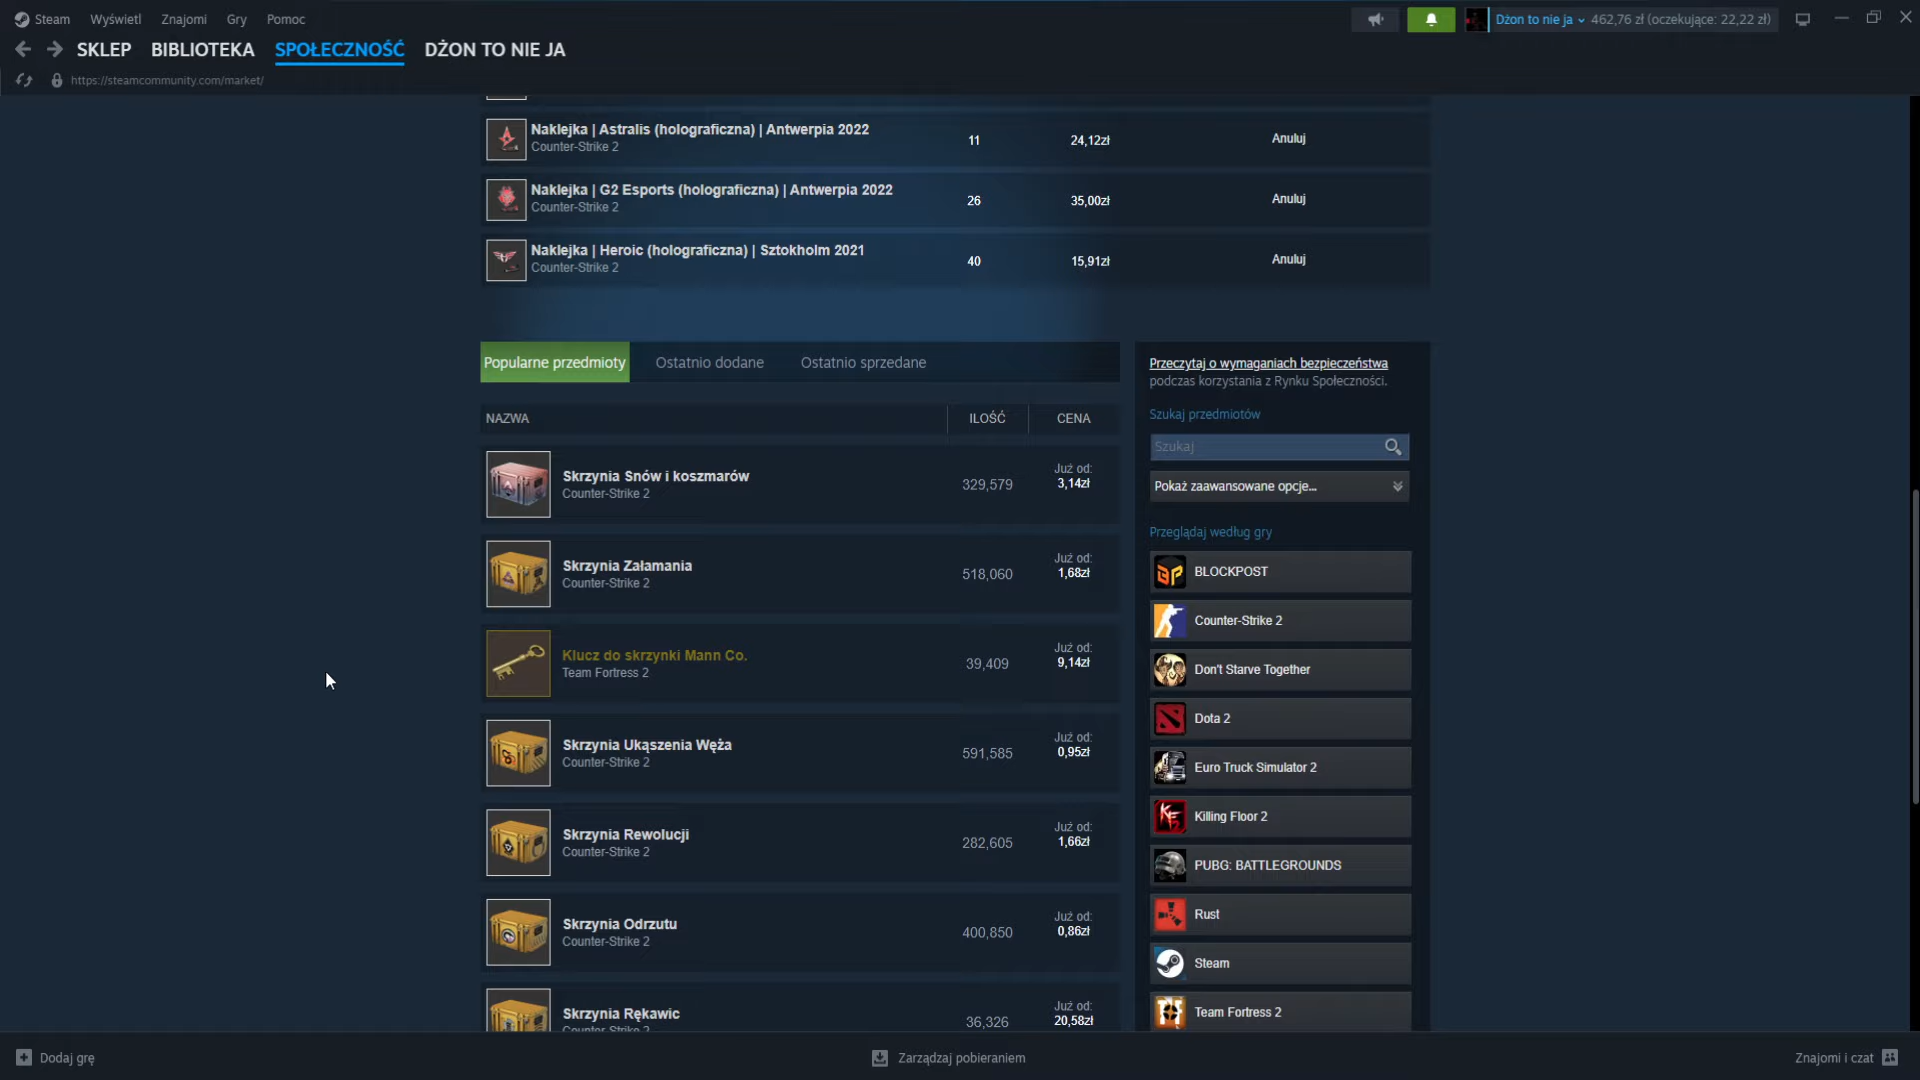 Steam Wyświetl Znajomi Gry Pomoc
Dżon to nie ja 462,76 zł (oczekujące: 22,22 zł)
SKLEP BIBLIOTEKA SPOŁECZNOŚĆ DŻON TO NIE JA
https://steamcommunity.com/market/
Naklejka | Astralis (holograficzna) | Antwerpia 2022
Counter-Strike 2
11 24,12zł Anuluj
Naklejka | G2 Esports (holograficzna) | Antwerpia 2022
Counter-Strike 2
26 35,00zł Anuluj
Naklejka | Heroic (holograficzna) | Sztokholm 2021
Counter-Strike 2
40 15,91zł Anuluj
Popularne przedmioty Ostatnio dodane Ostatnio sprzedane
NAZWA ILOŚĆ CENA
Skrzynia Snów i koszmarów
Counter-Strike 2
329,579
Już od:
3,14zł
Skrzynia Załamania
Counter-Strike 2
518,060
Już od:
1,68zł
Klucz do skrzynki Mann Co.
Team Fortress 2
39,409
Już od:
9,14zł
Skrzynia Ukąszenia Węża
Counter-Strike 2
591,585
Już od:
0,95zł
Skrzynia Rewolucji
Counter-Strike 2
282,605
Już od:
1,66zł
Skrzynia Odrzutu
Counter-Strike 2
400,850
Już od:
0,86zł
Skrzynia Rękawic
Counter-Strike 2
36,326
Już od:
20,58zł
Przeczytaj o wymaganiach bezpieczeństwa
podczas korzystania z Rynku Społeczności.
Szukaj przedmiotów
Szukaj
Pokaż zaawansowane opcje...
Przeglądaj według gry
BLOCKPOST
Counter-Strike 2
Don't Starve Together
Dota 2
Euro Truck Simulator 2
Killing Floor 2
PUBG: BATTLEGROUNDS
Rust
Steam
Team Fortress 2
Dodaj grę Zarządzaj pobieraniem Znajomi i czat